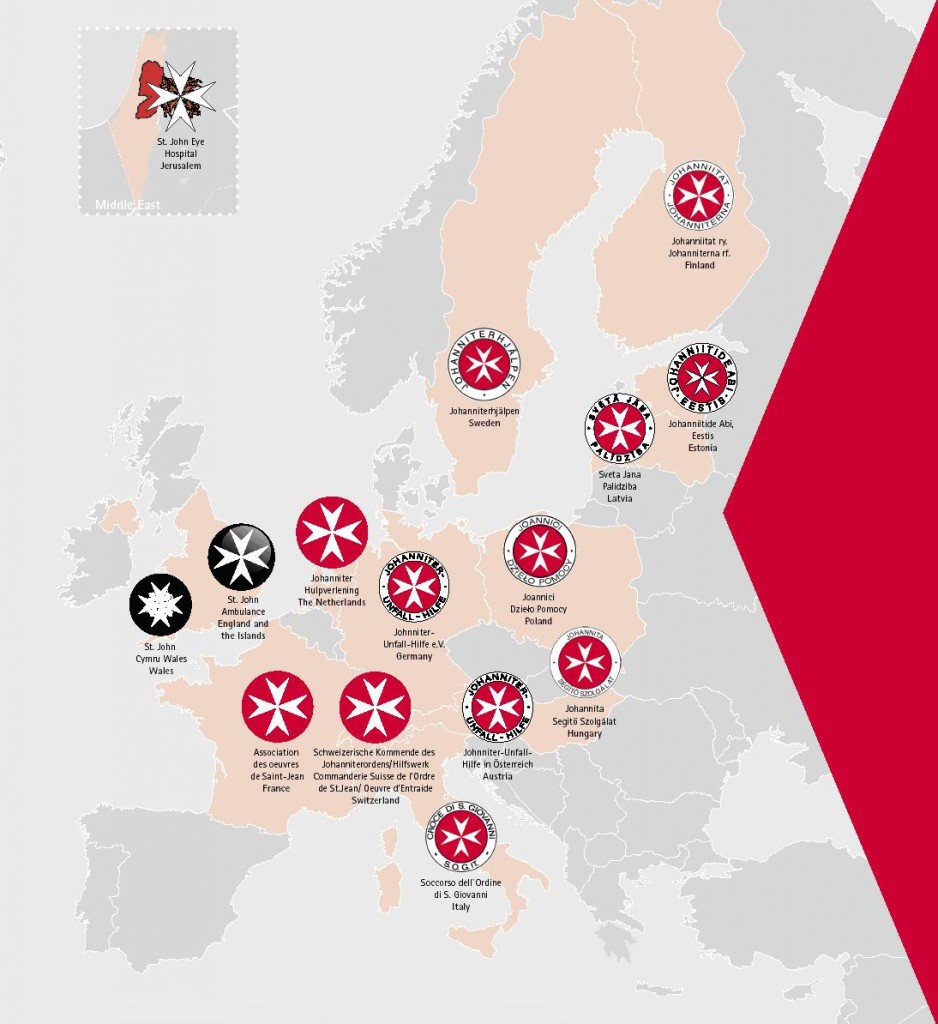 St. John Eye
Hospital
Jerusalem
Middle East
JOHANNIITAT
JOHANNITERNA
Johanniitat ry.
Johanniterna rf.
Finland
JOHANNITERHJÄLPEN
Johanniterhjälpen
Sweden
JOHANNIITIDE ABI
EESTIS
Johanniitide Abi,
Eestis
Estonia
SVĒTĀ JĀŅA
PALĪDZĪBA
Sveta Jana
Palidziba
Latvia
JOHANNITER-
UNFALL-HILFE
Johnniter-
Unfall-Hilfe e.V.
Germany
JOANNICI
DZIEŁO POMOCY
Joannici
Dzieło Pomocy
Poland
Johanniter
Hulpverlening
The Netherlands
St. John
Ambulance
England and
the Islands
St. John
Cymru Wales
Wales
JOHANNITA
SEGÍTŐ SZOLGÁLAT
Johannita
Segitö Szolgälat
Hungary
Association
des oeuvres
de Saint-Jean
France
Schweizerische Kommende des
Johanniterordens/Hilfswerk
Commanderie Suisse de l'Ordre
de St.Jean/ Oeuvre d'Entraide
Switzerland
JOHANNITER-
UNFALL-HILFE
Johnniter-Unfall-
Hilfe in Österreich
Austria
CROCE DI S. GIOVANNI
S.O.G.IT.
Soccorso dell'Ordine
di S. Giovanni
Italy